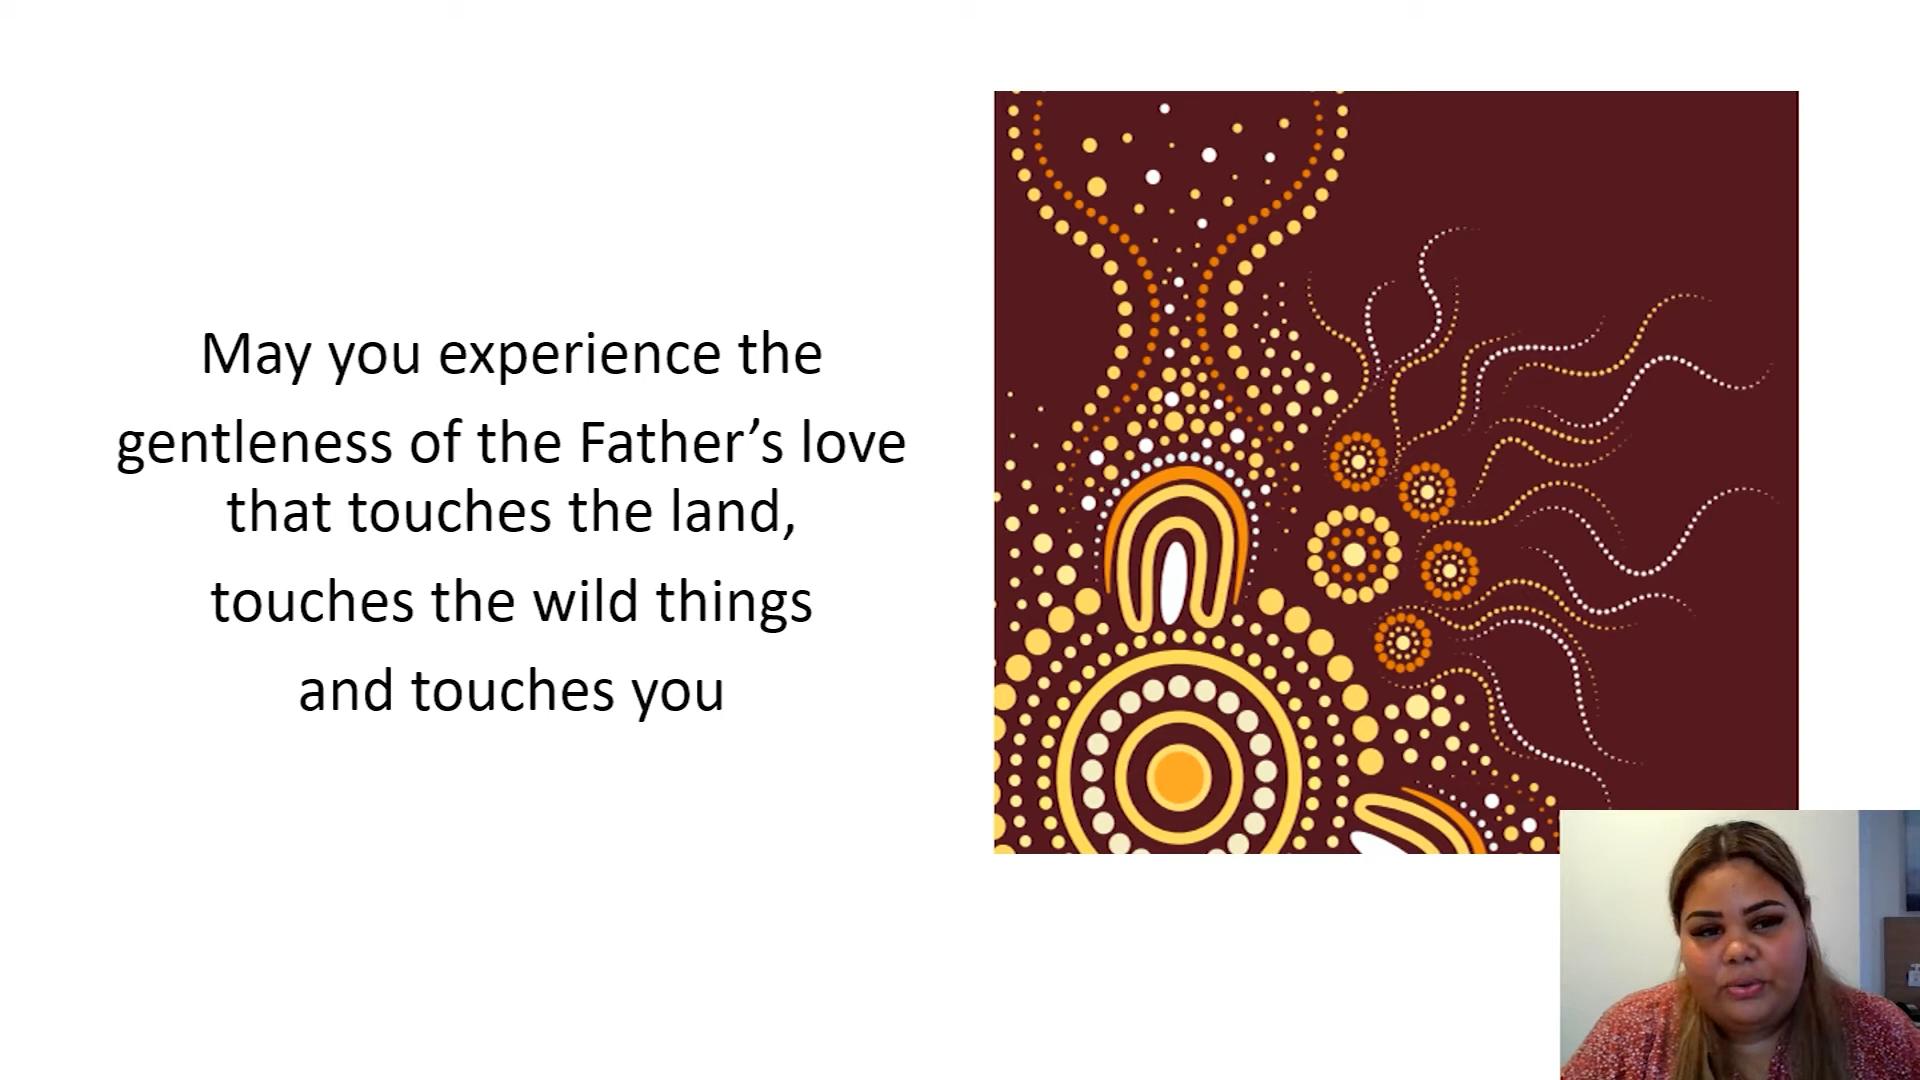 May you experience the
gentleness of the Father’s love
that touches the land,
touches the wild things
and touches you